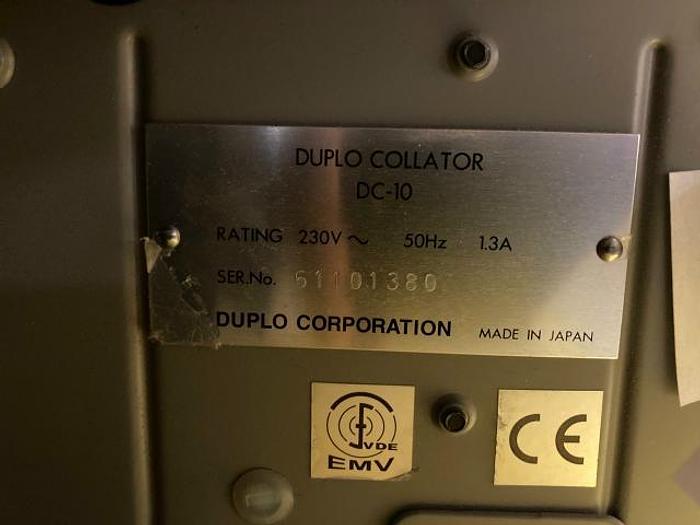 DUPLO COLLATOR
DC-10
RATING 230V ~ 50Hz 1.3A
SER.No. 61101380
DUPLO CORPORATION MADE IN JAPAN
VDE
EMV
CE